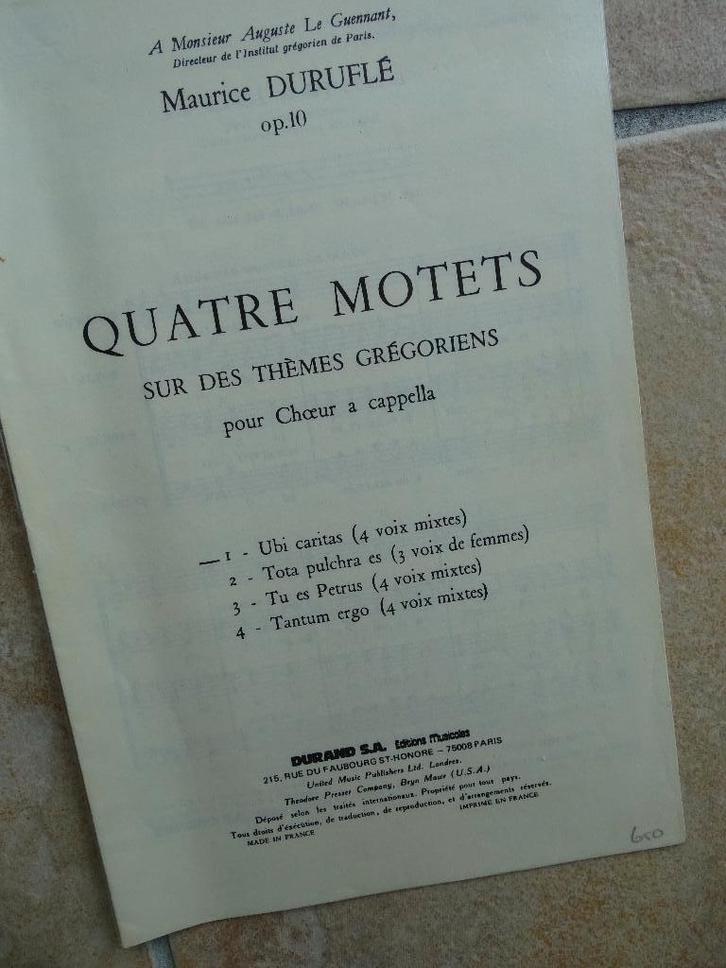 A Monsieur Auguste Le Guennant,
Directeur de l'Institut grégorien de Paris.
Maurice DURUFLÉ
op.10
QUATRE MOTETS
SUR DES THÈMES GRÉGORIENS
pour Chœur a cappella
1 - Ubi caritas (4 voix mixtes)
2 - Tota pulchra es (3 voix de femmes)
3 - Tu es Petrus (4 voix mixtes)
4 - Tantum ergo (4 voix mixtes)
DURAND S.A. Editions Musicales
215, RUE DU FAUBOURG ST-HONORE – 75008 PARIS
United Music Publishers Ltd. Londres.
Theodore Presser Company, Bryn Mawr (U.S.A.)
Déposé selon les traités internationaux. Propriété pour tous pays.
Tous droits d'exécution, de traduction, de reproduction, et d'arrangements réservés.
MADE IN FRANCE IMPRIME EN FRANCE